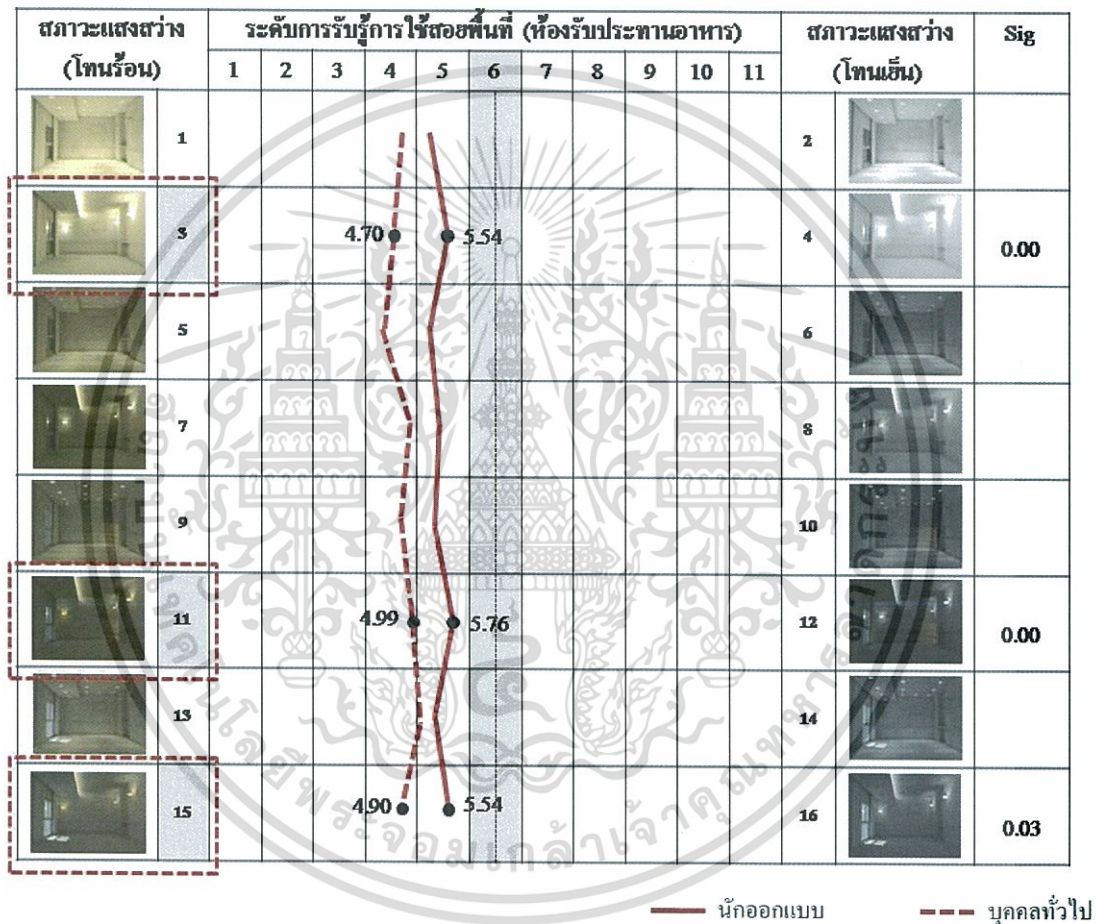 สภาวะแสงสว่าง ระดับการรับรู้การใช้สอยพื้นที่ (ห้องรับประทานอาหาร) สภาวะแสงสว่าง Sig
(โทนร้อน) 1 2 3 4 5 6 7 8 9 10 11 (โทนเย็น)
1 2
3 4.70 5.54 4 0.00
5 6
7 8
9 10
11 4.99 5.76 12 0.00
13 14
15 4.90 5.54 16 0.03
นักออกแบบ บุคคลทั่วไป